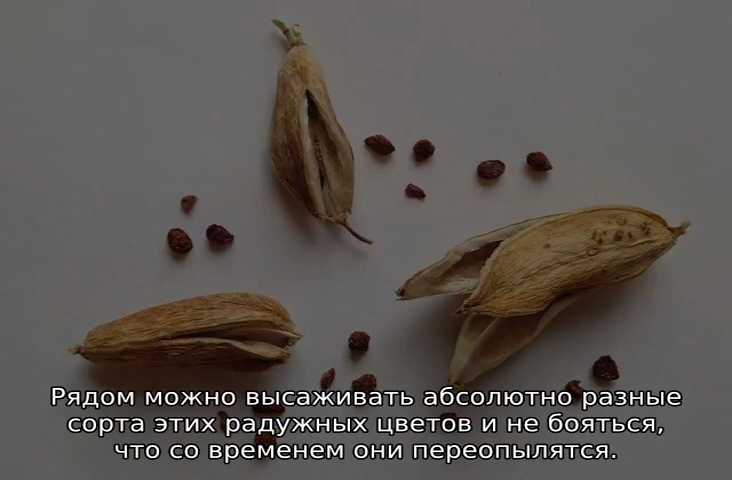 Рядом можно высаживать абсолютно разные
сорта этих радужных цветов и не бояться,
что со временем они переопылятся.